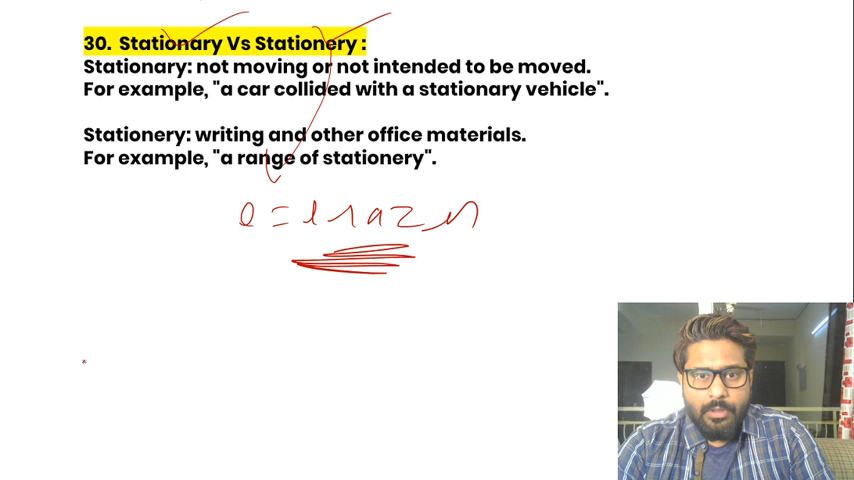 30. Stationary Vs Stationery :
Stationary: not moving or not intended to be moved.
For example, "a car collided with a stationary vehicle".
Stationery: writing and other office materials.
For example, "a range of stationery".
e =